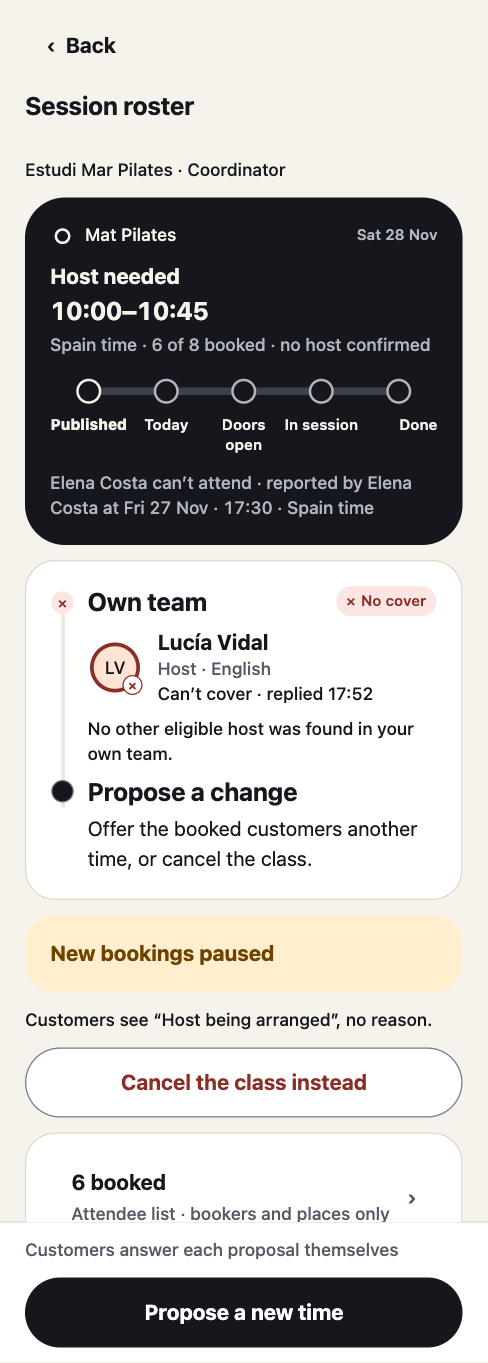 ‹ Back
Session roster
Estudi Mar Pilates · Coordinator
Mat Pilates
Sat 28 Nov
Host needed
10:00–10:45
Spain time · 6 of 8 booked · no host confirmed
Published
Today
Doors
open
In session
Done
Elena Costa can’t attend · reported by Elena
Costa at Fri 27 Nov · 17:30 · Spain time
× Own team
× No cover
LV
×
Lucía Vidal
Host · English
Can’t cover · replied 17:52
No other eligible host was found in your
own team.
Propose a change
Offer the booked customers another
time, or cancel the class.
New bookings paused
Customers see “Host being arranged”, no reason.
Cancel the class instead
6 booked
Attendee list · bookers and places only
›
Customers answer each proposal themselves
Propose a new time